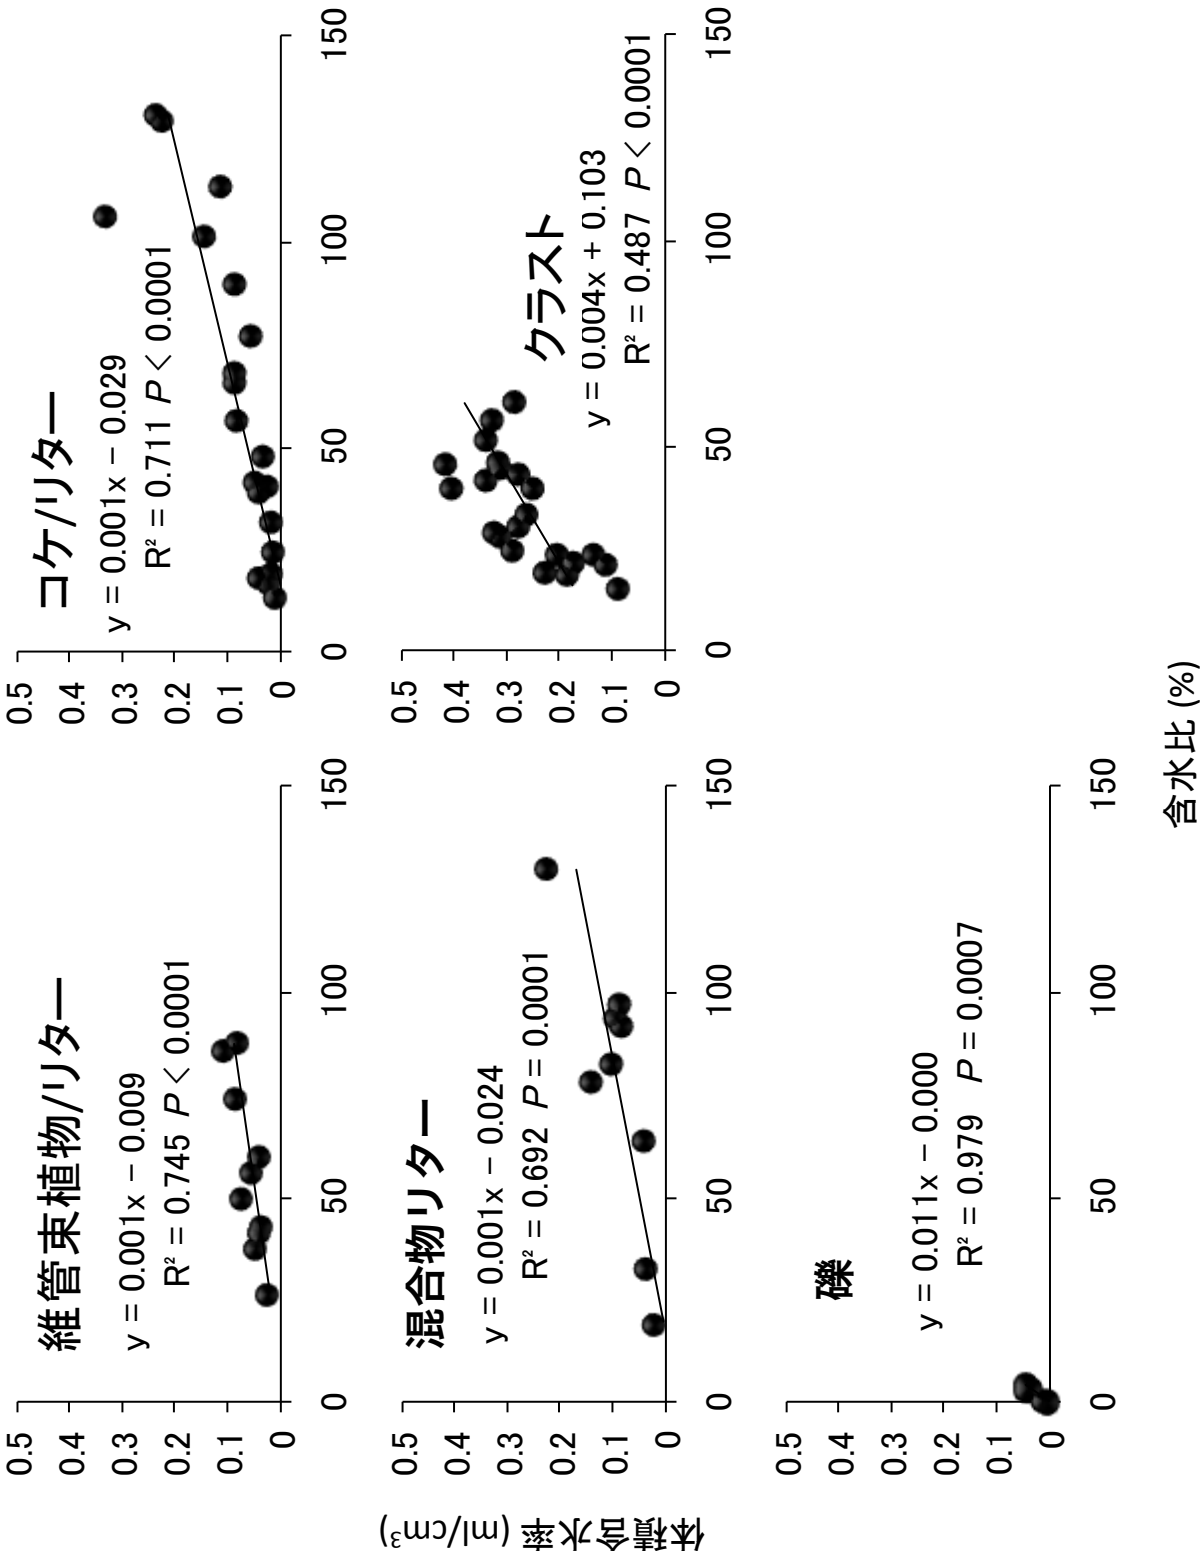 維管束植物/リター
y = 0.001x − 0.009
R² = 0.745 P < 0.0001
0.5
0.4
0.3
0.2
0.1
0
0
50
100
150
コケ/リター
y = 0.001x − 0.029
R² = 0.711 P < 0.0001
0.5
0.4
0.3
0.2
0.1
0
0
50
100
150
混合物リター
y = 0.001x − 0.024
R² = 0.692 P = 0.0001
0.5
0.4
0.3
0.2
0.1
0
0
50
100
150
クラスト
y = 0.004x + 0.103
R² = 0.487 P < 0.0001
0.5
0.4
0.3
0.2
0.1
0
0
50
100
150
礫
y = 0.011x − 0.000
R² = 0.979 P = 0.0007
0.5
0.4
0.3
0.2
0.1
0
0
50
100
150
体積含水率 (ml/cm³)
含水比 (%)